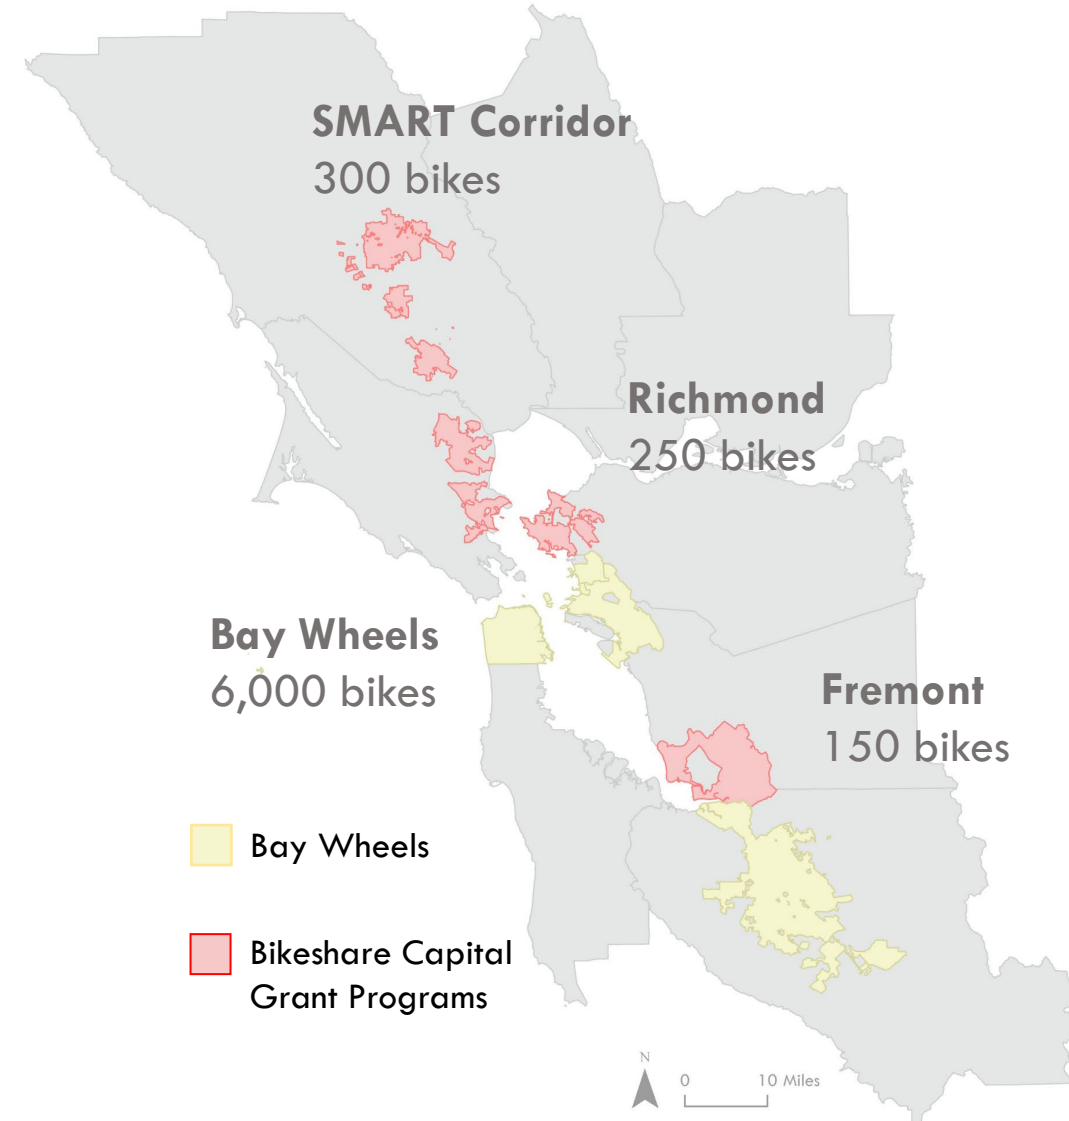 SMART Corridor
300 bikes
Richmond
250 bikes
Bay Wheels
6,000 bikes
Fremont
150 bikes
Bay Wheels
Bikeshare Capital
Grant Programs
N
0 10 Miles